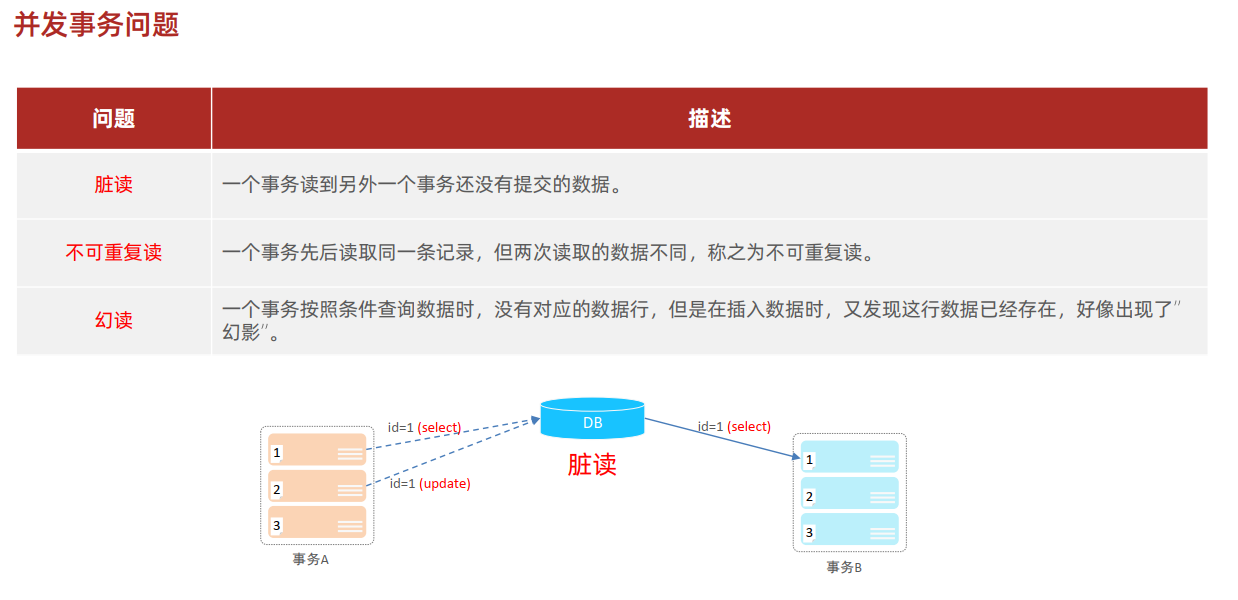 并发事务问题
问题 描述
脏读 一个事务读到另外一个事务还没有提交的数据。
不可重复读 一个事务先后读取同一条记录，但两次读取的数据不同，称之为不可重复读。
幻读 一个事务按照条件查询数据时，没有对应的数据行，但是在插入数据时，又发现这行数据已经存在，好像出现了"
幻影"。
id=1 (select)
DB
id=1 (select)
脏读
id=1 (update)
1
2
3
事务A
1
2
3
事务B